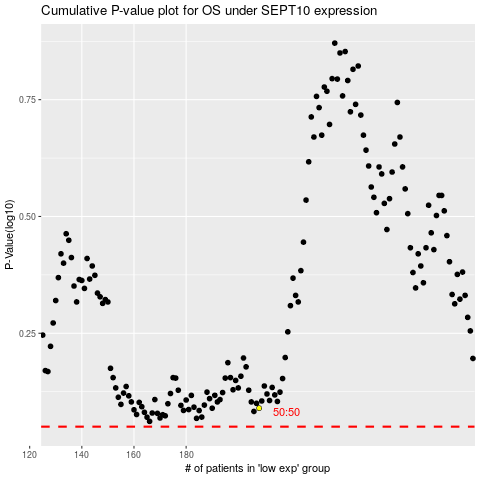 Cumulative P-value plot for OS under SEPT10 expression
P-Value(log10)
0.75
0.50
0.25
50:50
120 140 160 180
# of patients in 'low exp' group